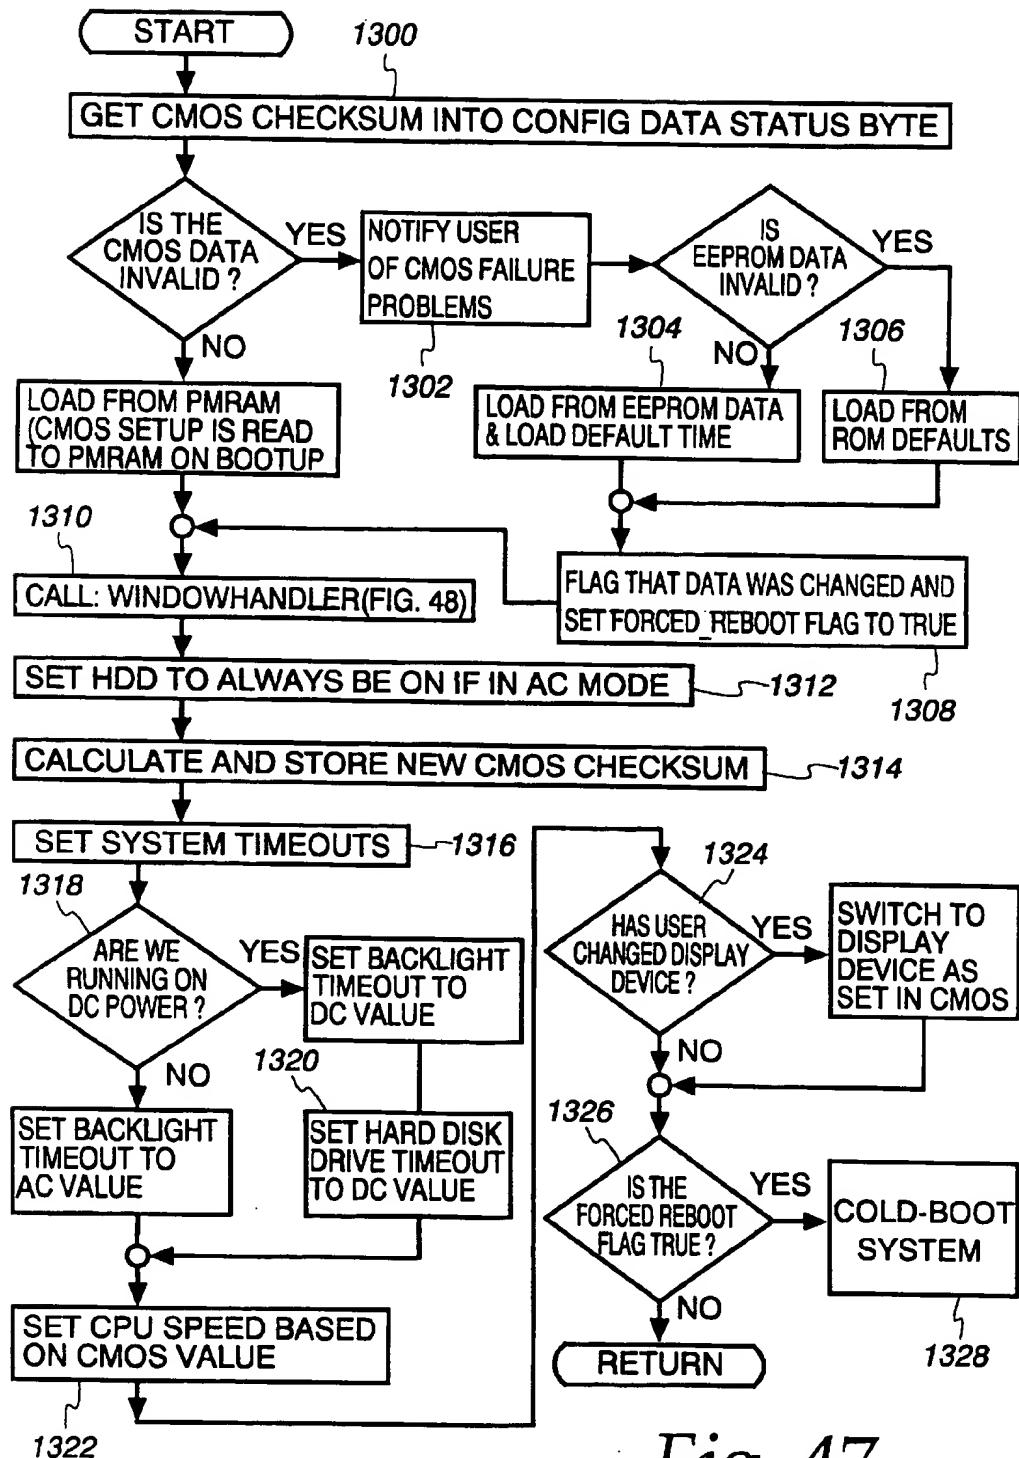 START
1300
GET CMOS CHECKSUM INTO CONFIG DATA STATUS BYTE
IS THE
CMOS DATA
INVALID ?
YES
NO
NOTIFY USER
OF CMOS FAILURE
PROBLEMS
1302
IS
EEPROM DATA
INVALID ?
YES
NO
1304
1306
LOAD FROM PMRAM
(CMOS SETUP IS READ
TO PMRAM ON BOOTUP
LOAD FROM EEPROM DATA
& LOAD DEFAULT TIME
LOAD FROM
ROM DEFAULTS
1310
CALL: WINDOWHANDLER(FIG. 48)
FLAG THAT DATA WAS CHANGED AND
SET FORCED_REBOOT FLAG TO TRUE
1308
SET HDD TO ALWAYS BE ON IF IN AC MODE
1312
CALCULATE AND STORE NEW CMOS CHECKSUM
1314
SET SYSTEM TIMEOUTS
1316
1318
ARE WE
RUNNING ON
DC POWER ?
YES
NO
SET BACKLIGHT
TIMEOUT TO
DC VALUE
1320
SET BACKLIGHT
TIMEOUT TO
AC VALUE
SET HARD DISK
DRIVE TIMEOUT
TO DC VALUE
SET CPU SPEED BASED
ON CMOS VALUE
1322
1324
HAS USER
CHANGED DISPLAY
DEVICE ?
YES
NO
SWITCH TO
DISPLAY
DEVICE AS
SET IN CMOS
1326
IS THE
FORCED REBOOT
FLAG TRUE ?
YES
NO
COLD-BOOT
SYSTEM
1328
RETURN
Fig. 47